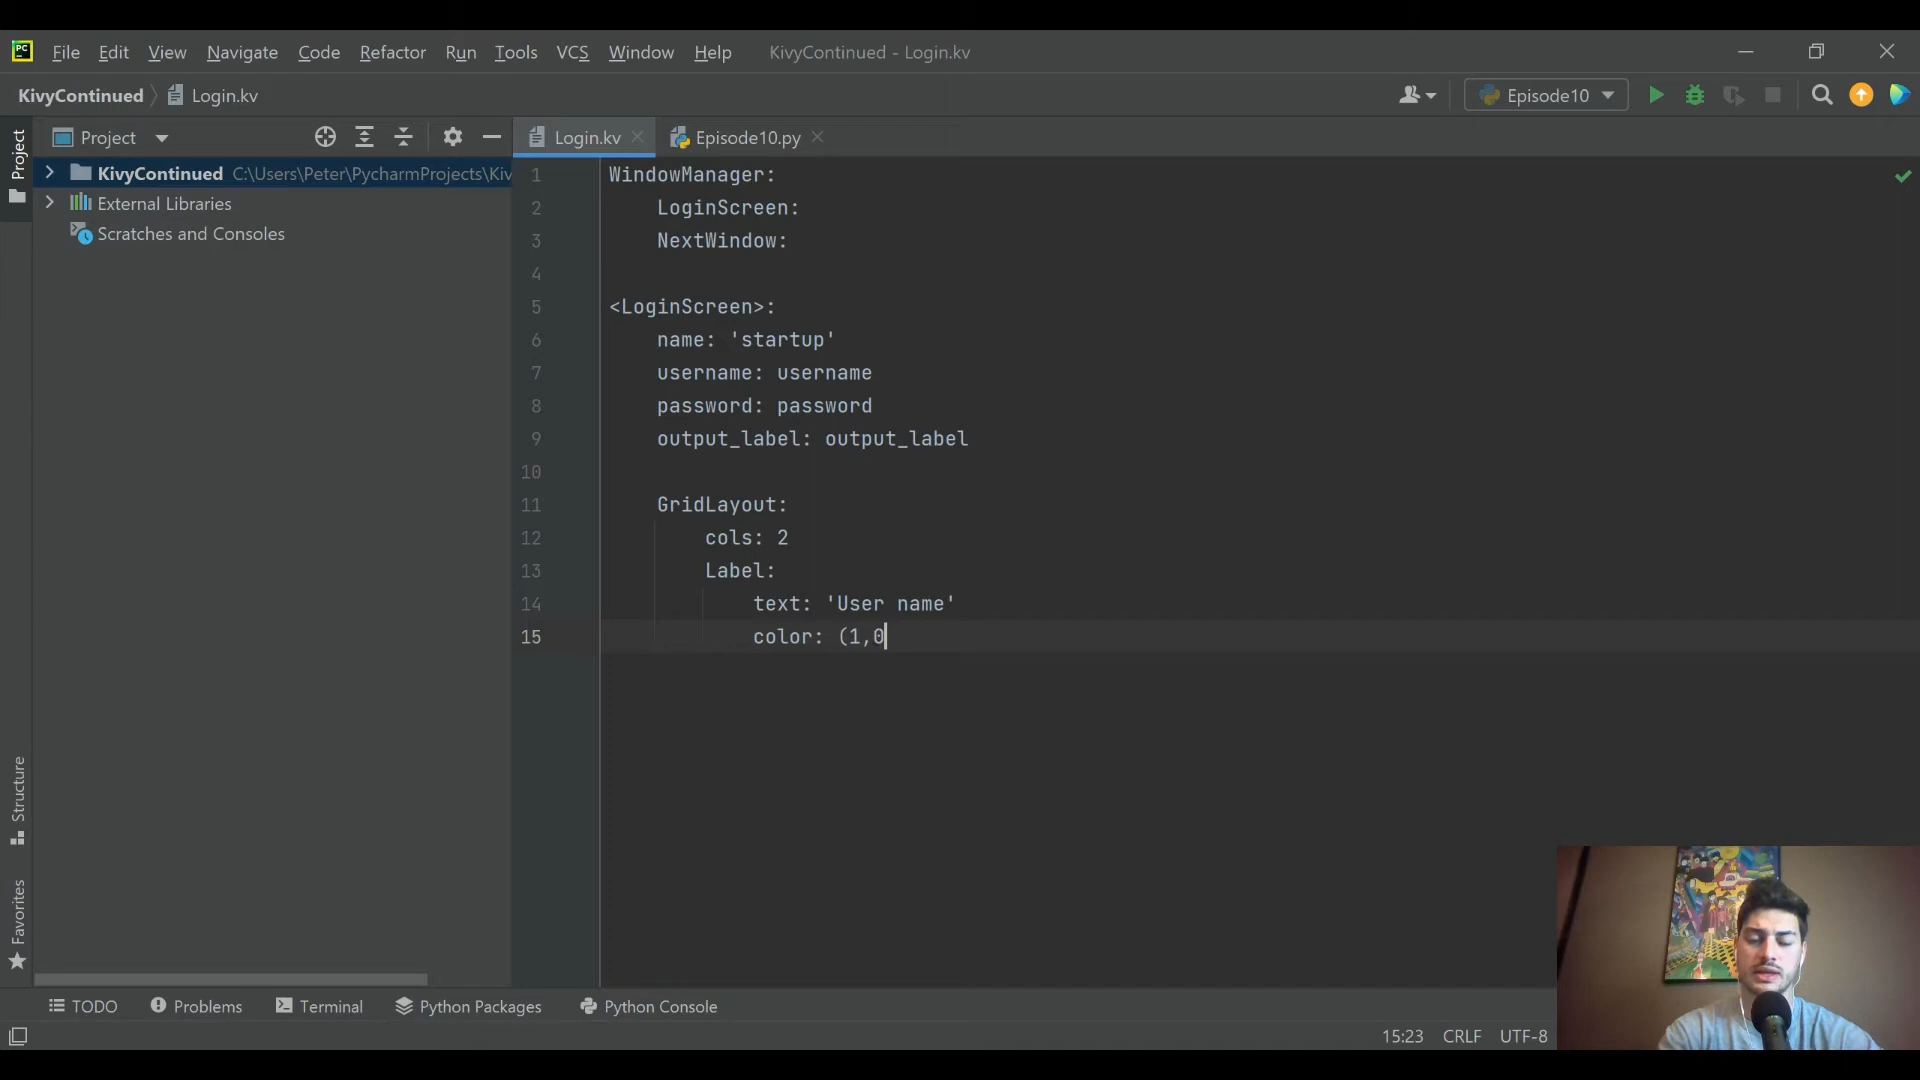 PC File Edit View Navigate Code Refactor Run Tools VCS Window Help KivyContinued - Login.kv
KivyContinued Login.kv Episode10
Project Project Login.kv Episode10.py
KivyContinued C:\Users\Peter\PycharmProjects\Kiv
External Libraries
Scratches and Consoles
1 WindowManager:
2 LoginScreen:
3 NextWindow:
4
5 <LoginScreen>:
6 name: 'startup'
7 username: username
8 password: password
9 output_label: output_label
10
11 GridLayout:
12 cols: 2
13 Label:
14 text: 'User name'
15 color: (1,0
Structure
Favorites
TODO Problems Terminal Python Packages Python Console
15:23 CRLF UTF-8